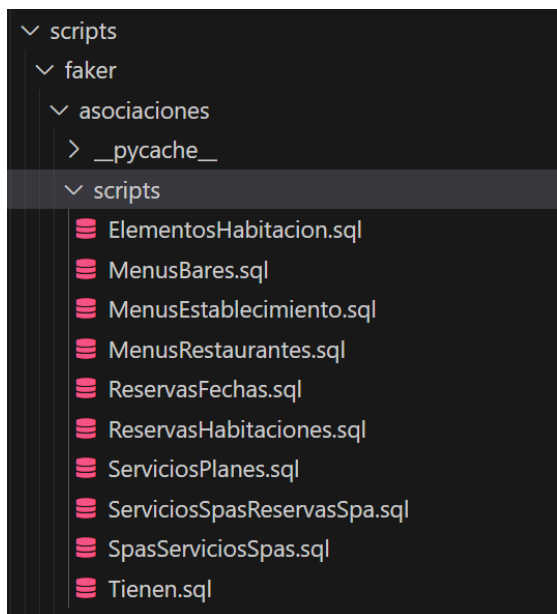 scripts
faker
asociaciones
__pycache__
scripts
ElementosHabitacion.sql
MenusBares.sql
MenusEstablecimiento.sql
MenusRestaurantes.sql
ReservasFechas.sql
ReservasHabitaciones.sql
ServiciosPlanes.sql
ServiciosSpasReservasSpa.sql
SpasServiciosSpas.sql
Tienen.sql